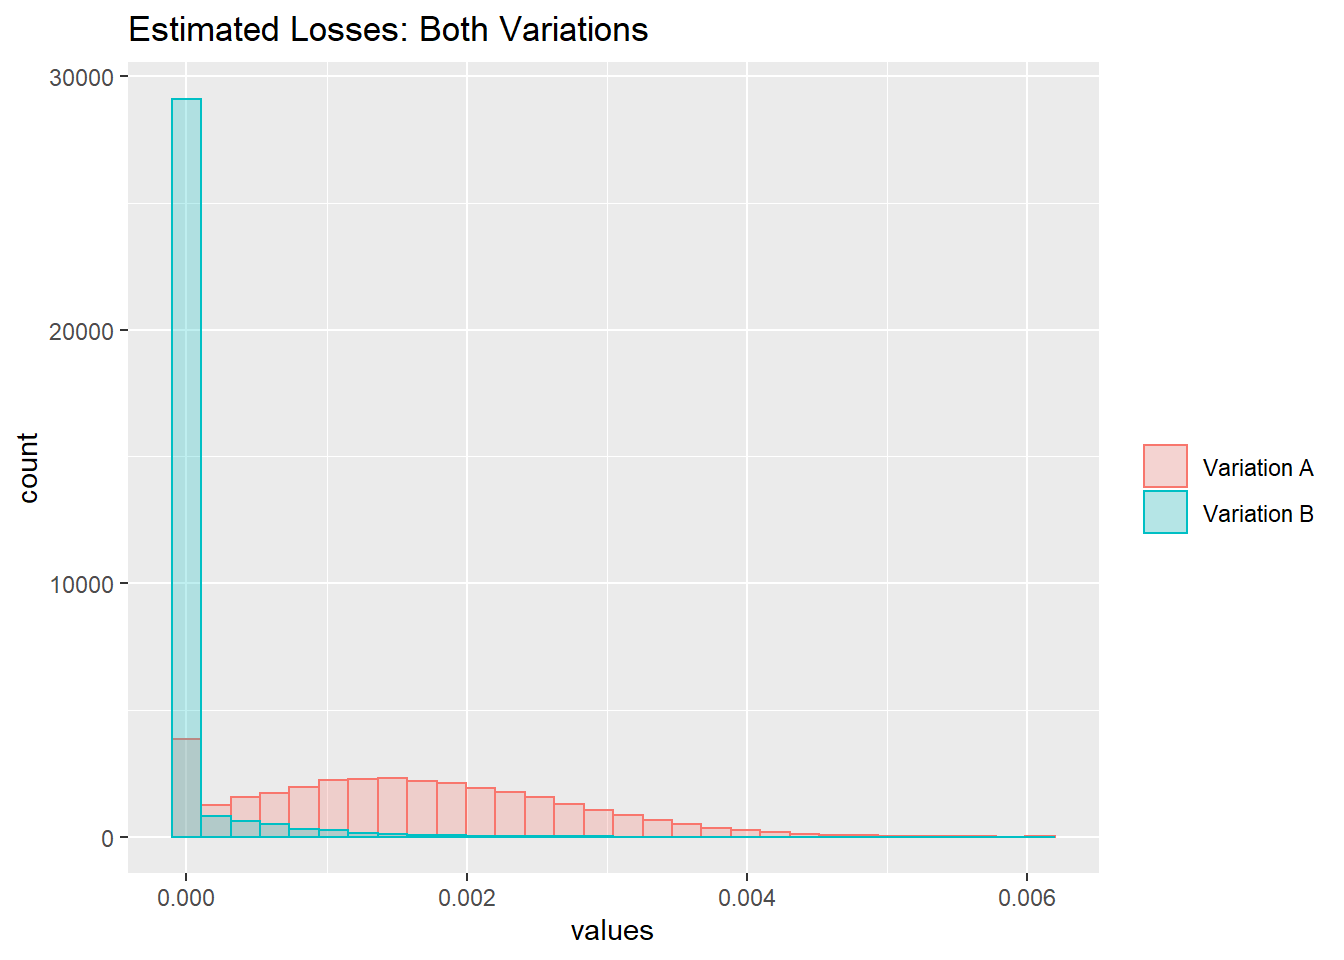 Estimated Losses: Both Variations
30000
20000
10000
0
count
0.000
0.002
0.004
0.006
values
Variation A
Variation B